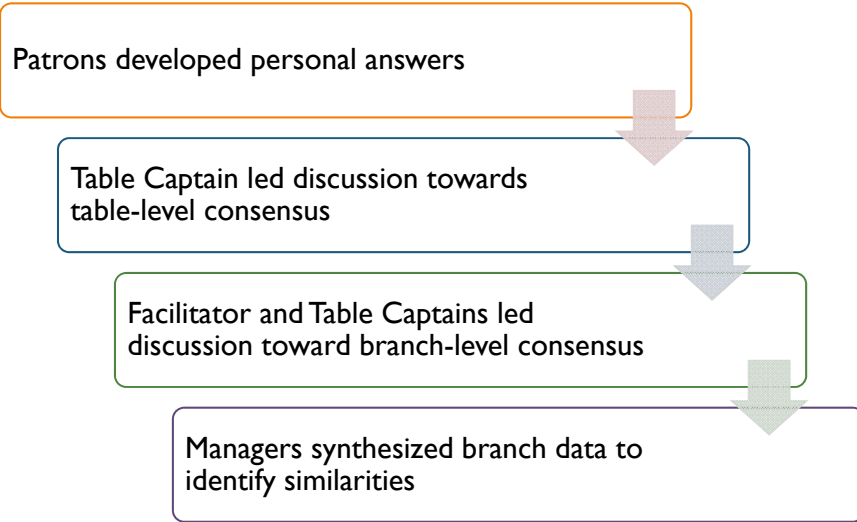 Patrons developed personal answers
Table Captain led discussion towards
table-level consensus
Facilitator and Table Captains led
discussion toward branch-level consensus
Managers synthesized branch data to
identify similarities